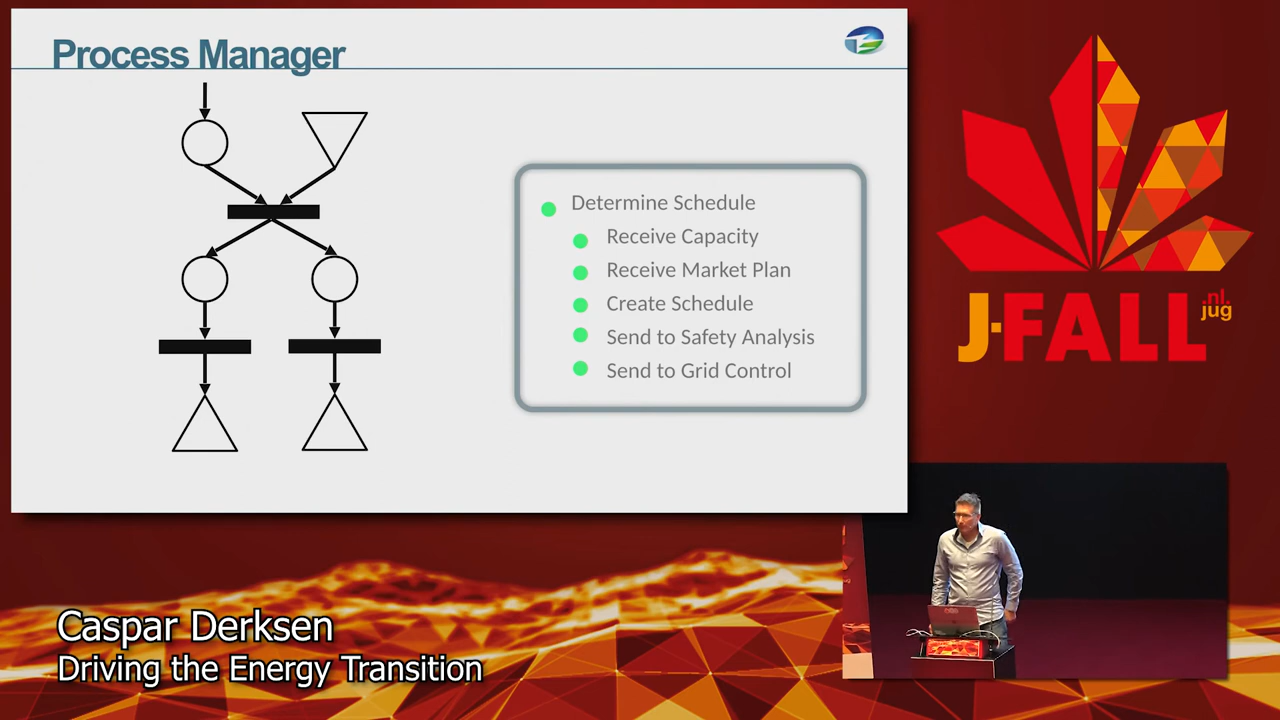 Process Manager
Determine Schedule
Receive Capacity
Receive Market Plan
Create Schedule
Send to Safety Analysis
Send to Grid Control
J-FALL
nl.
jug
Caspar Derksen
Driving the Energy Transition